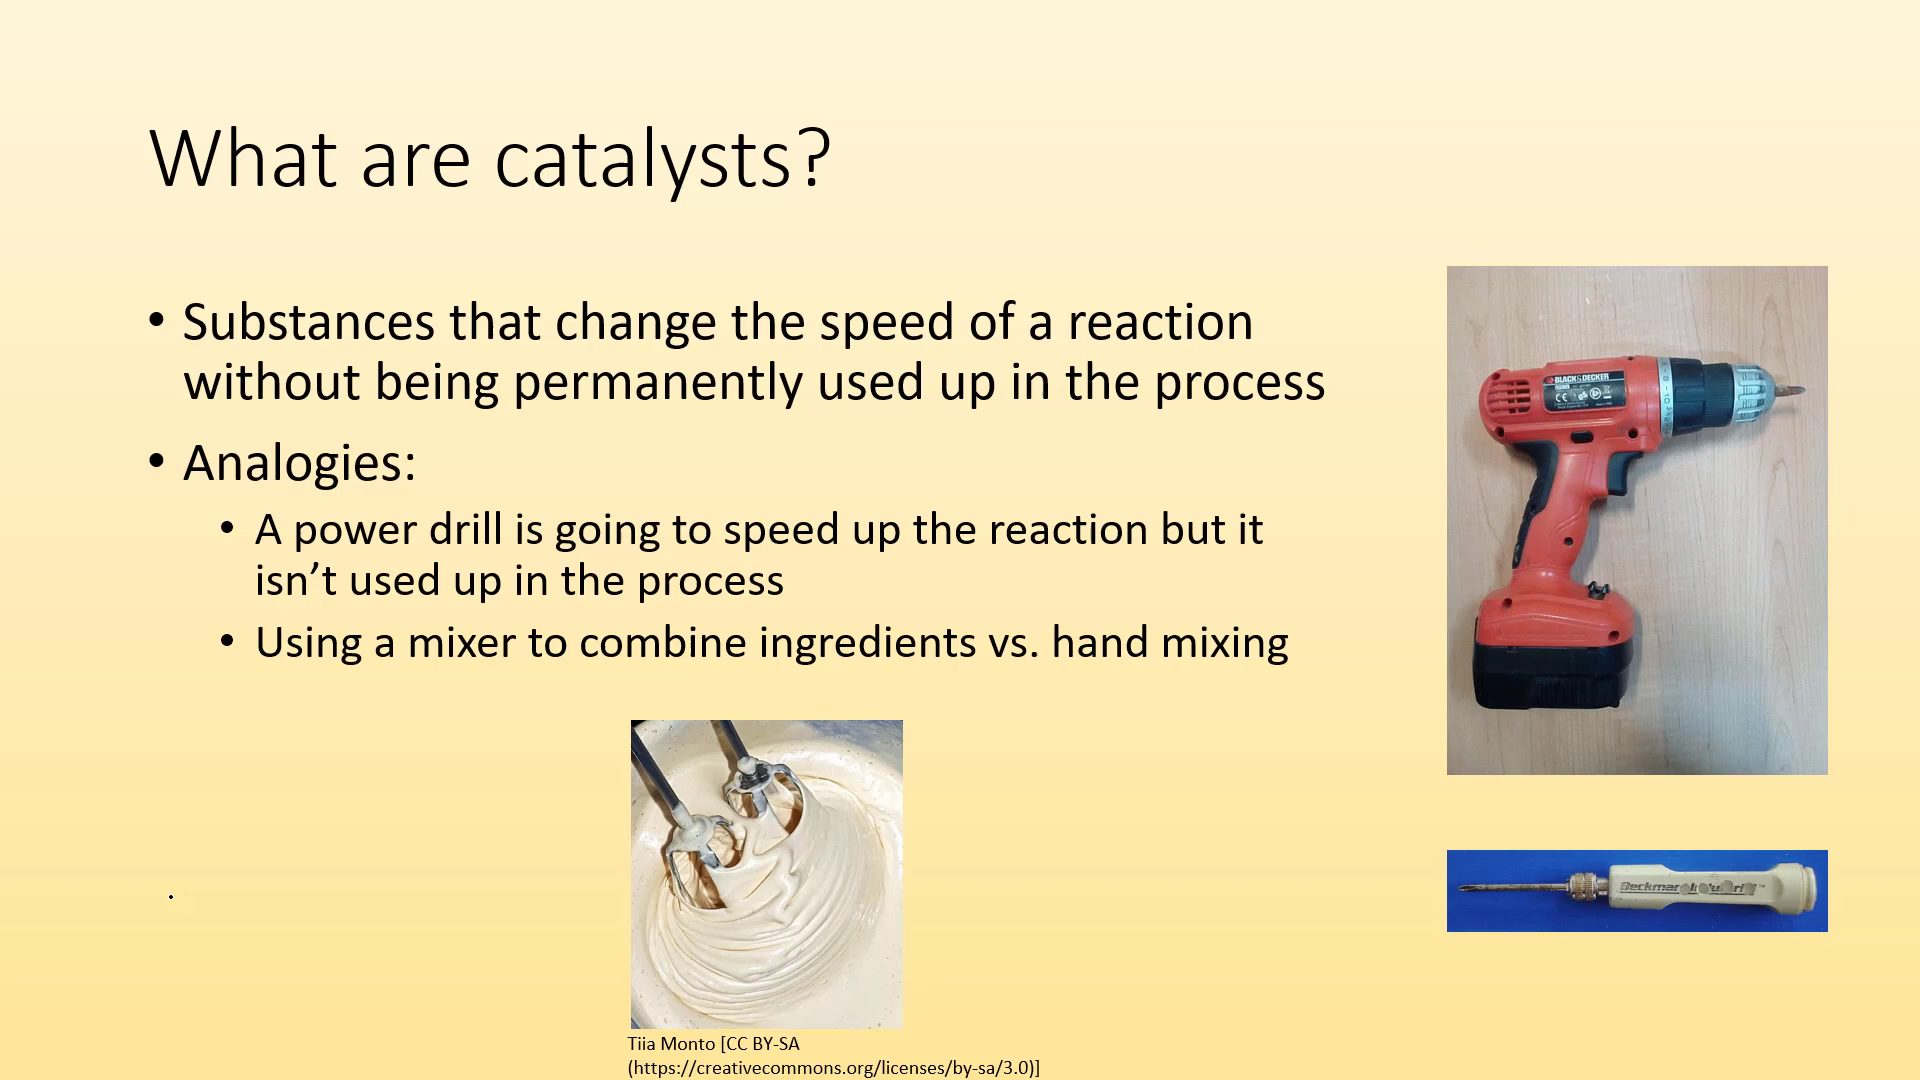 What are catalysts?
• Substances that change the speed of a reaction
without being permanently used up in the process
• Analogies:
• A power drill is going to speed up the reaction but it
isn’t used up in the process
• Using a mixer to combine ingredients vs. hand mixing
BLACK&DECKER
Tiia Monto [CC BY-SA
(https://creativecommons.org/licenses/by-sa/3.0)]